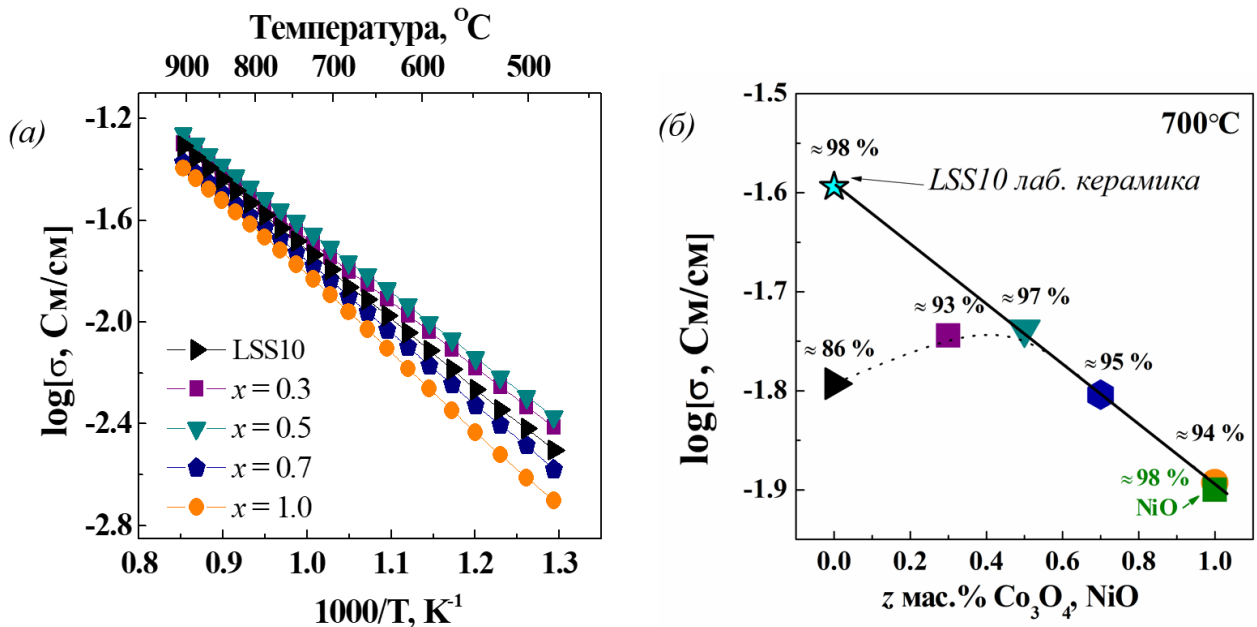 Температура, °C
900 800 700 600 500
(а)
log[σ, См/см]
-1.2
-1.6
-2.0
-2.4
-2.8
LSS10
x = 0.3
x = 0.5
x = 0.7
x = 1.0
0.8 0.9 1.0 1.1 1.2 1.3
1000/T, K⁻¹
(б)
log[σ, См/см]
-1.5
-1.6
-1.7
-1.8
-1.9
700°C
≈98 %
LSS10 лаб. керамика
≈93 %
≈97 %
≈86 %
≈95 %
≈94 %
≈98 %
NiO
0.0 0.2 0.4 0.6 0.8 1.0
z мас.% Co₃O₄, NiO